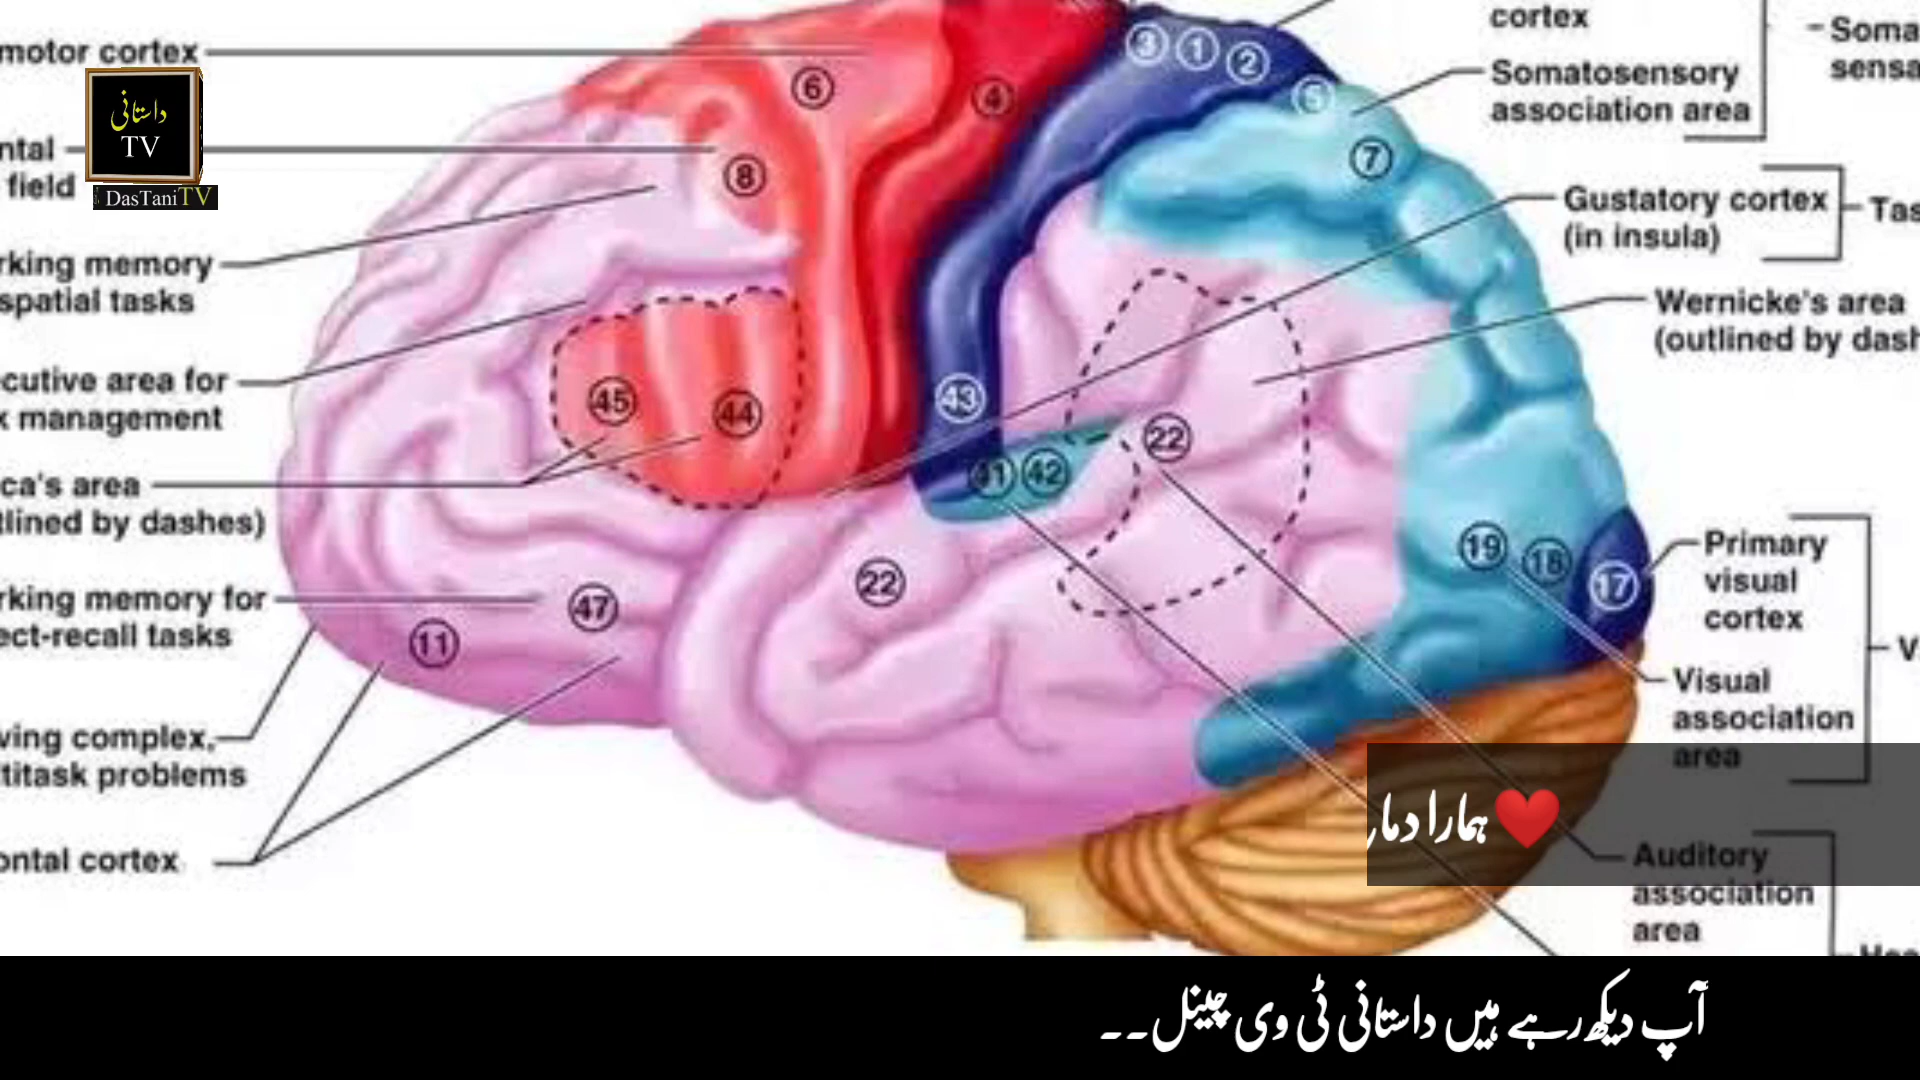 motor cortex
داستانی
TV
DasTaniTV
ntal
field
rking memory
spatial tasks
cutive area for
k management
ca's area
tlined by dashes)
rking memory for
ect-recall tasks
ving complex,
titask problems
ontal cortex
6
4
3 1 2
5
7
8
45
44
43
41 42
22
22
47
11
19 18 17
cortex
Somatosensory
association area
Soma
sensa
Gustatory cortex
(in insula)
Tas
Wernicke's area
(outlined by dash
Primary
visual
cortex
Visual
association
area
V
❤️ہمارا دما
Auditory
association
area
آپ دیکھ رہے ہیں داستانی ٹی وی چینل۔۔